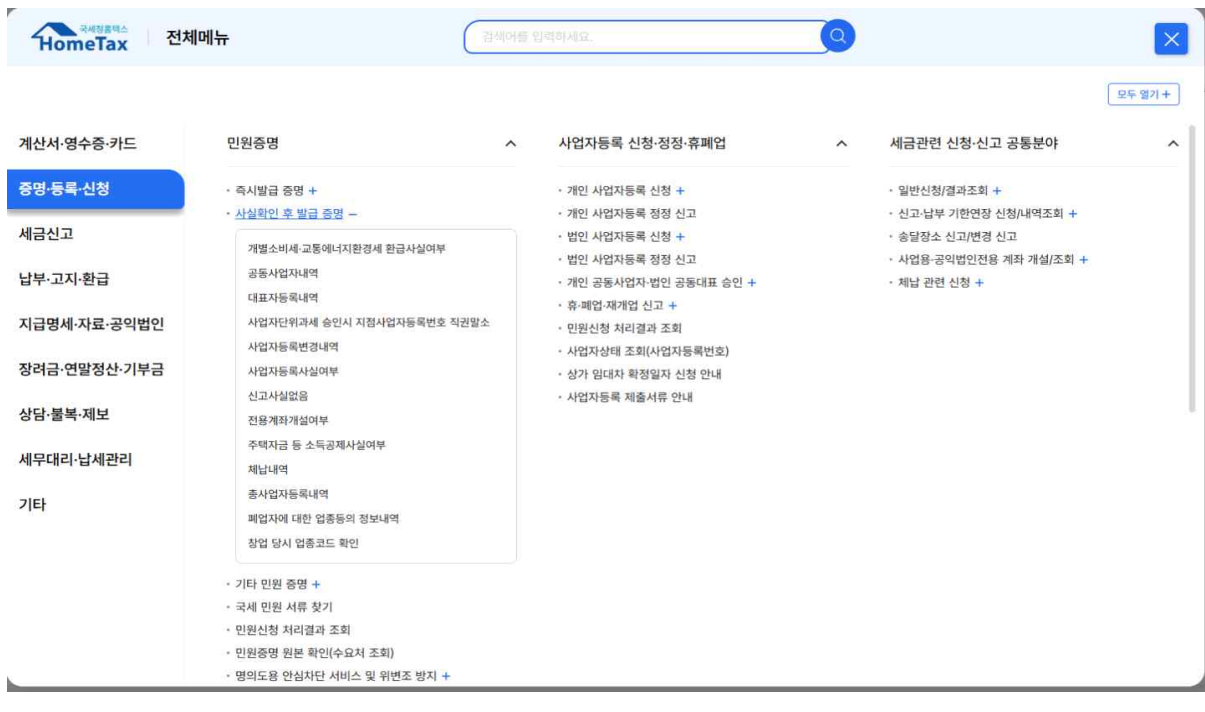 국세청홈택스
HomeTax
전체메뉴
검색어를 입력하세요.
모두 열기 +
계산서·영수증·카드
증명·등록·신청
세금신고
납부·고지·환급
지급명세·자료·공익법인
장려금·연말정산·기부금
상담·불복·제보
세무대리·납세관리
기타
민원증명
· 즉시발급 증명 +
· 사실확인 후 발급 증명 −
개별소비세·교통에너지환경세 환급사실여부
공동사업자내역
대표자등록내역
사업자단위과세 승인시 지점사업자등록번호 직권말소
사업자등록변경내역
사업자등록사실여부
신고사실없음
전용계좌개설여부
주택자금 등 소득공제사실여부
체납내역
총사업자등록내역
폐업자에 대한 업종등의 정보내역
창업 당시 업종코드 확인
· 기타 민원 증명 +
· 국세 민원 서류 찾기
· 민원신청 처리결과 조회
· 민원증명 원본 확인(수요처 조회)
· 명의도용 안심차단 서비스 및 위변조 방지 +
사업자등록 신청·정정·휴폐업
· 개인 사업자등록 신청 +
· 개인 사업자등록 정정 신고
· 법인 사업자등록 신청 +
· 법인 사업자등록 정정 신고
· 개인 공동사업자·법인 공동대표 승인 +
· 휴·폐업·재개업 신고 +
· 민원신청 처리결과 조회
· 사업자상태 조회(사업자등록번호)
· 상가 임대차 확정일자 신청 안내
· 사업자등록 제출서류 안내
세금관련 신청·신고 공통분야
· 일반신청/결과조회 +
· 신고·납부 기한연장 신청/내역조회 +
· 송달장소 신고/변경 신고
· 사업용·공익법인전용 계좌 개설/조회 +
· 체납 관련 신청 +